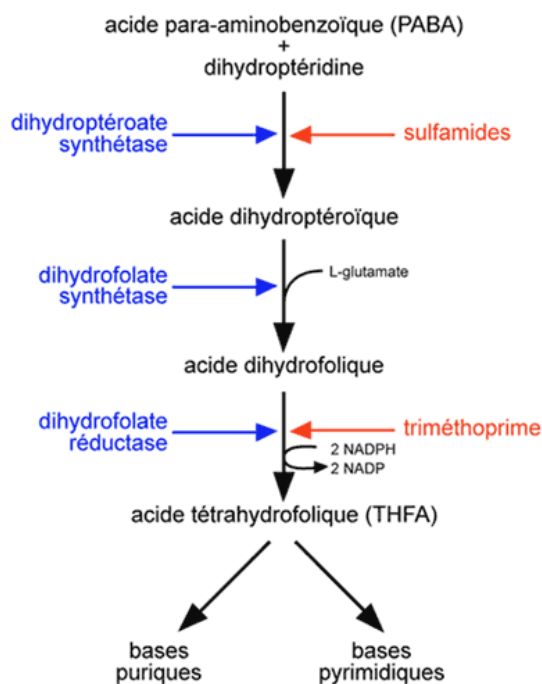 acide para-aminobenzoïque (PABA)
+
dihydroptéridine
dihydroptéroate
synthétase
sulfamides
acide dihydroptéroïque
dihydrofolate
synthétase
L-glutamate
acide dihydrofolique
dihydrofolate
réductase
triméthoprime
2 NADPH
2 NADP
acide tétrahydrofolique (THFA)
bases
puriques
bases
pyrimidiques